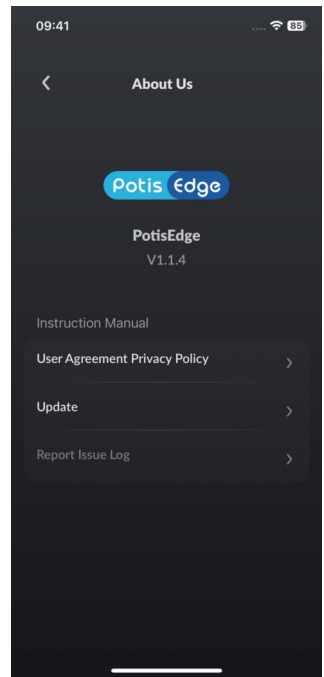 09:41
85
About Us
Potis Edge
PotisEdge
V1.1.4
Instruction Manual
User Agreement Privacy Policy
Update
Report Issue Log